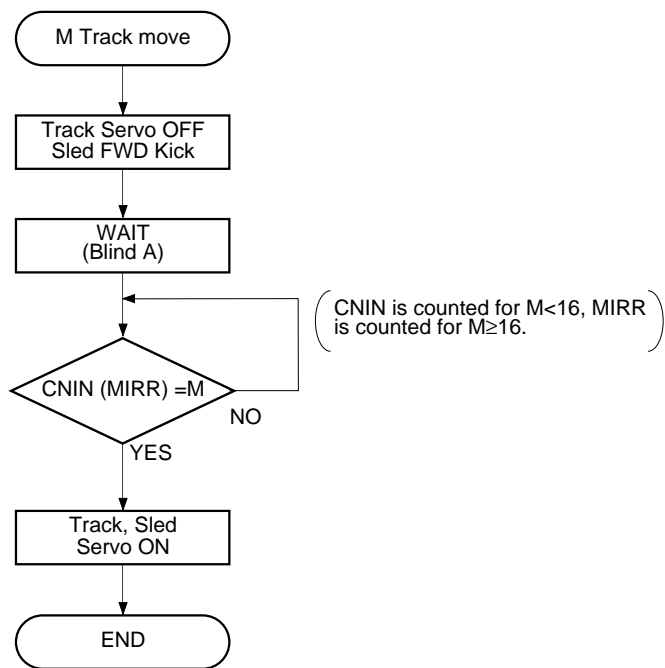 M Track move
Track Servo OFF
Sled FWD Kick
WAIT
(Blind A)
CNIN is counted for M<16, MIRR
is counted for M≥16.
CNIN (MIRR) =M
NO
YES
Track, Sled
Servo ON
END